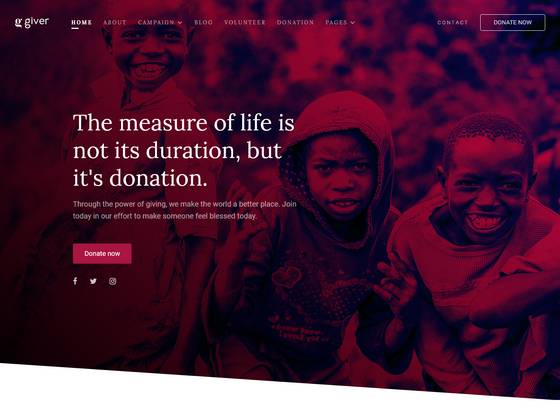 g giver
HOME ABOUT CAMPAIGN BLOG VOLUNTEER DONATION PAGES CONTACT DONATE NOW
The measure of life is
not its duration, but
it's donation.
Through the power of giving, we make the world a better place. Join
today in our effort to make someone feel blessed today.
Donate now